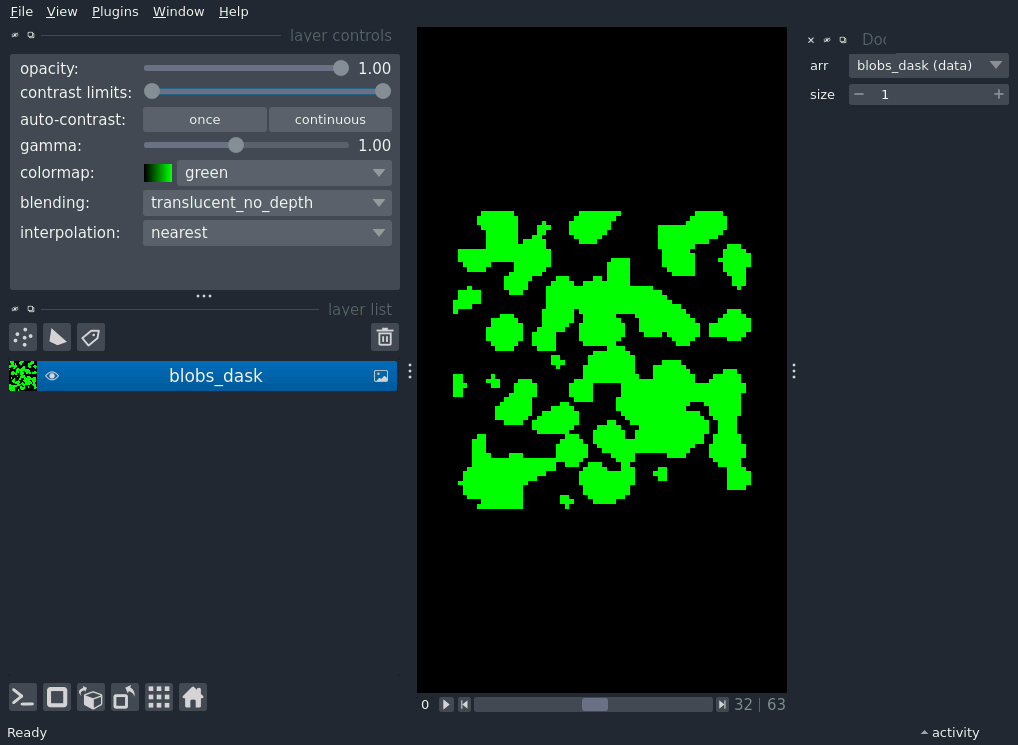 File View Plugins Window Help
layer controls
opacity: 1.00
contrast limits:
auto-contrast: once continuous
gamma: 1.00
colormap: green
blending: translucent_no_depth
interpolation: nearest
layer list
blobs_dask
0 32 | 63
arr blobs_dask (data)
size 1
Ready
activity